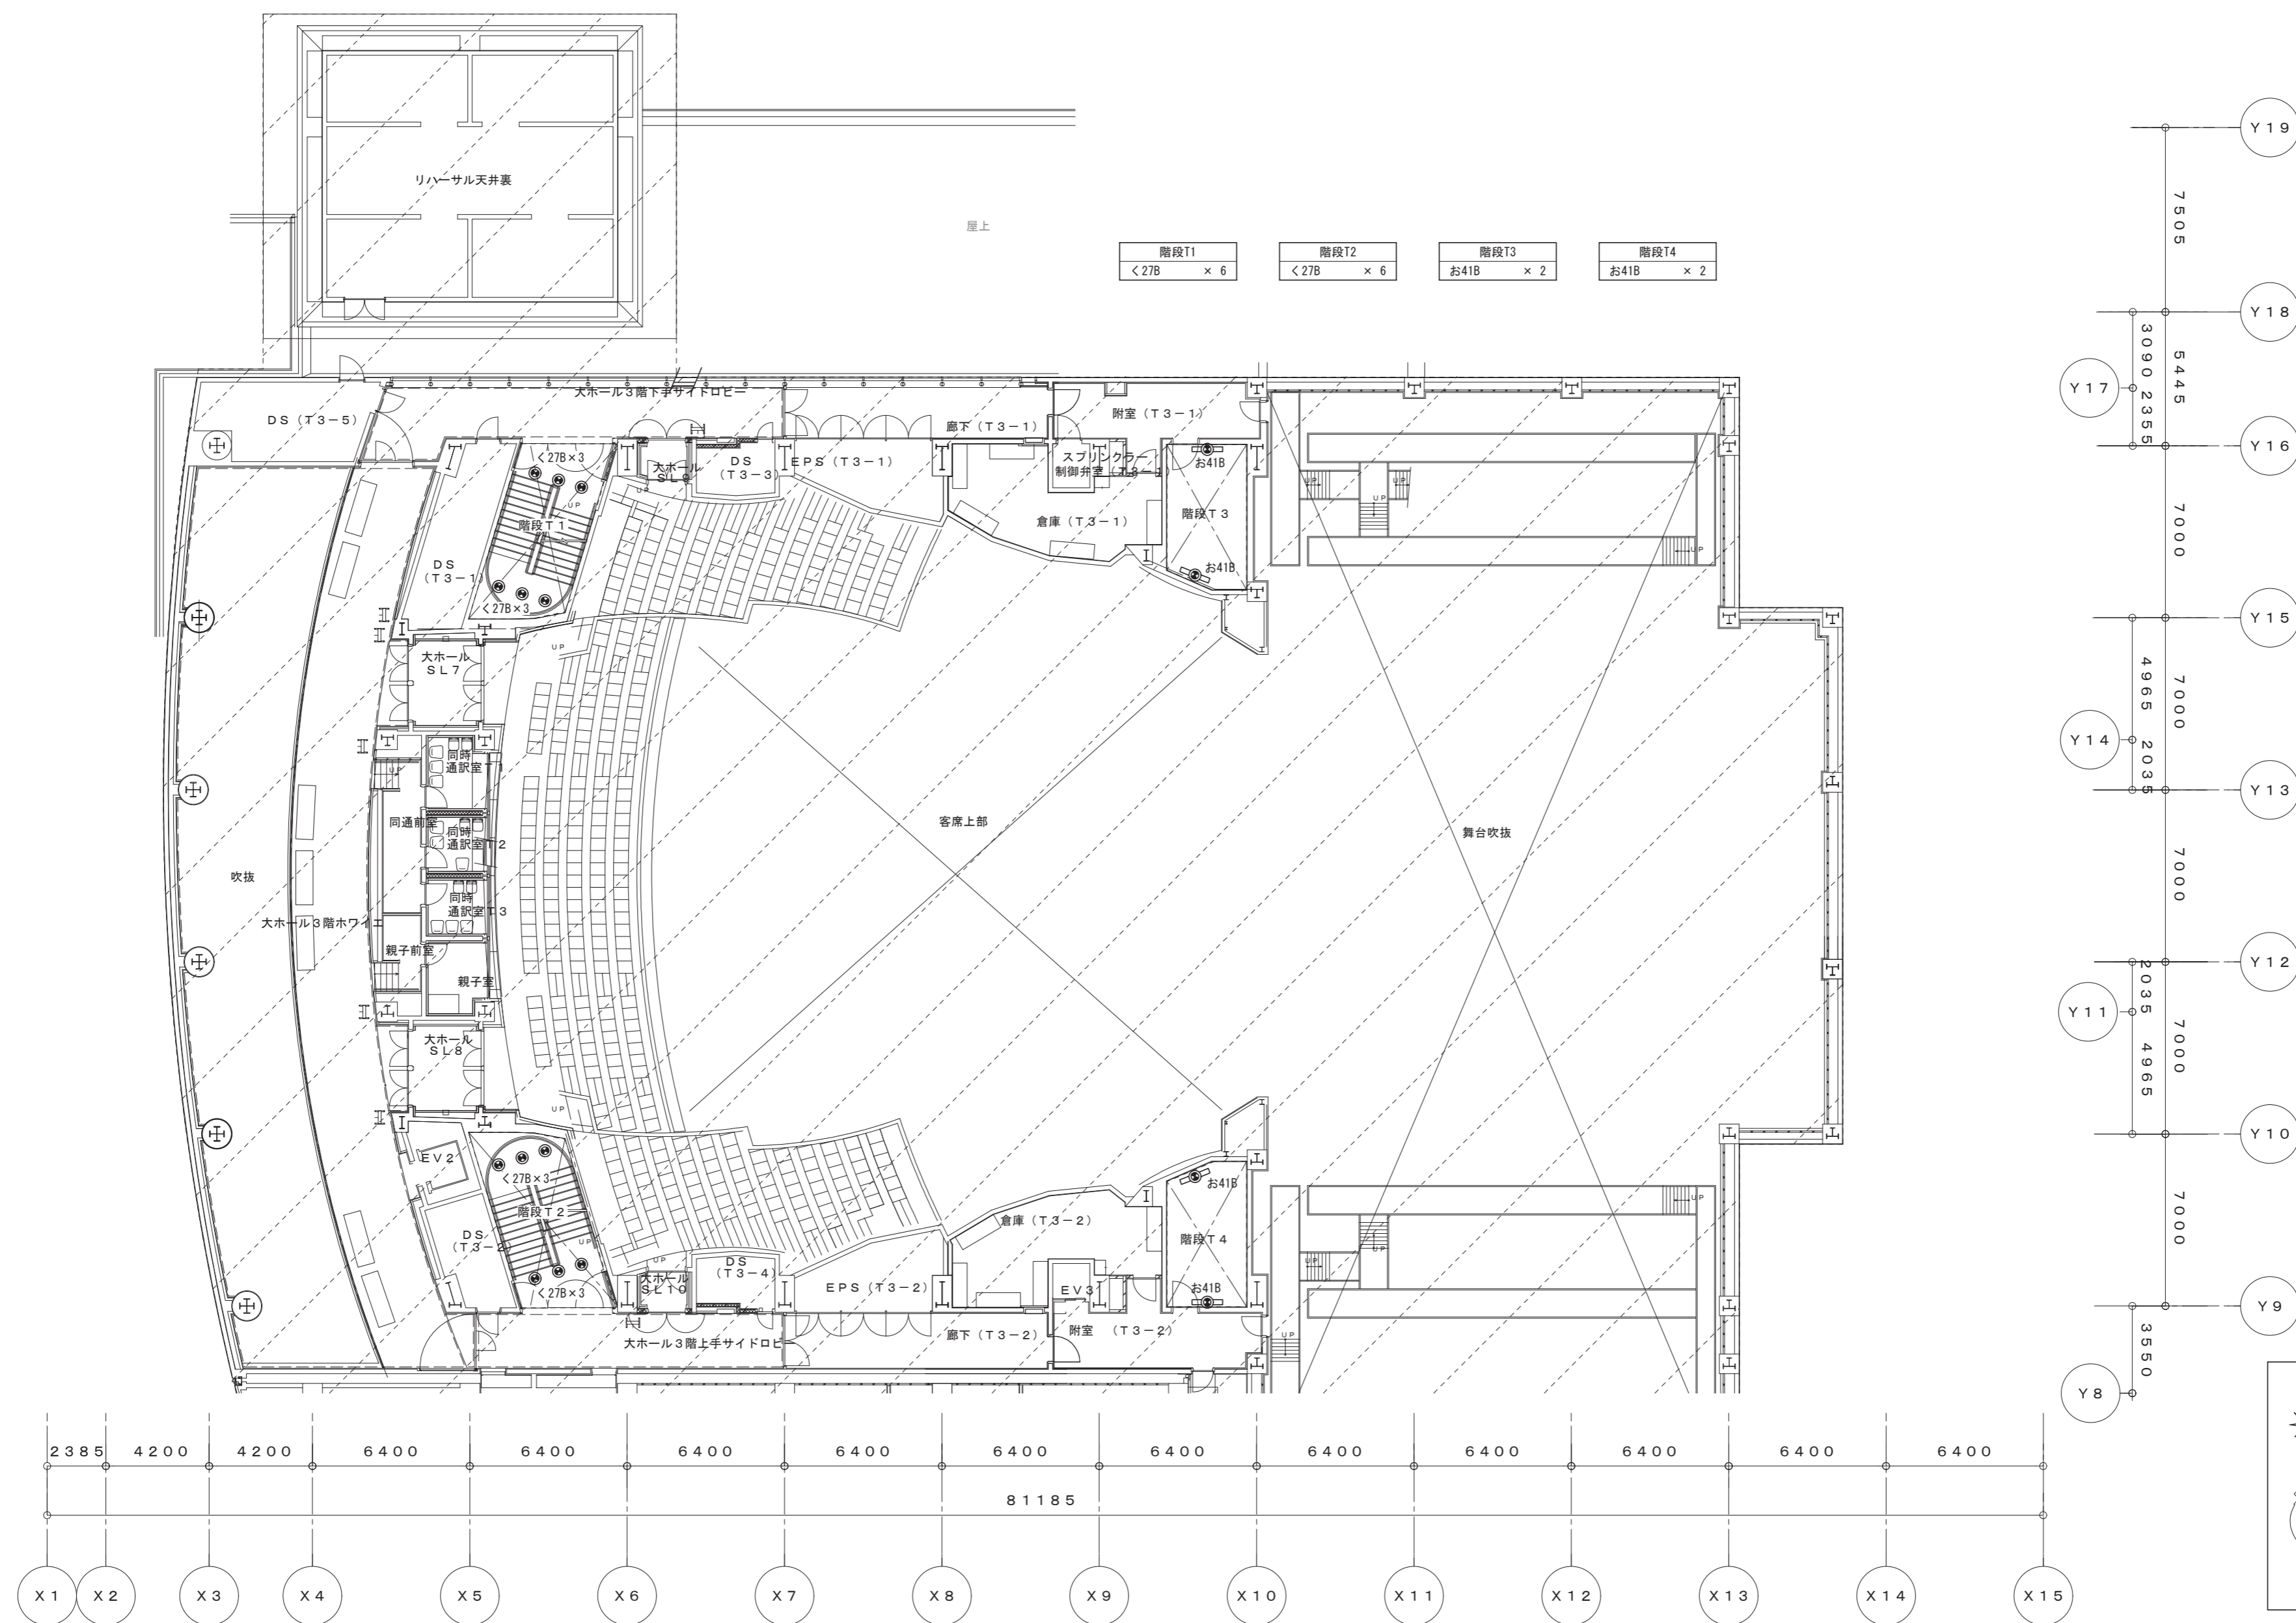 リハーサル天井裏
屋上
階段T1
く27B × 6
階段T2
く27B × 6
階段T3
お41B × 2
階段T4
お41B × 2
大ホール3階下手サイドロビー
DS(T3-5)
附室(T3-1)
廊下(T3-1)
く27B×3
大ホール
SL9
DS
(T3-3)
EPS(T3-1)
スプリンクラー
制御弁室(T3-1)
お41B
UP
UP
UP
UP
UP
UP
階段T1
倉庫(T3-1)
階段T3
DS
(T3-1)
お41B
く27B×3
UP
大ホール
SL7
同時
通訳室T1
UP
同通前室
同時
通訳室T2
客席上部
舞台吹抜
吹抜
同時
通訳室T3
大ホール3階ホワイエ
親子前室
親子室
大ホール
SL8
UP
EV2
く27B×3
お41B
UP
階段T2
倉庫(T3-2)
階段T4
DS
(T3-2)
UP
UP
UP
UP
DS
(T3-4)
大ホール
SL10
EPS(T3-2)
EV3
お41B
く27B×3
大ホール3階上手サイドロビー
廊下(T3-2)
附室 (T3-2)
UP
Y19
7505
Y18
3090
5445
Y17
2355
Y16
7000
Y15
4965
7000
Y14
2035
Y13
7000
Y12
2035
7000
Y11
4965
Y10
7000
Y9
3550
Y8
2385 4200 4200 6400 6400 6400 6400 6400 6400 6400 6400 6400 6400 6400
81185
X1 X2 X3 X4 X5 X6 X7 X8 X9 X10 X11 X12 X13 X14 X15